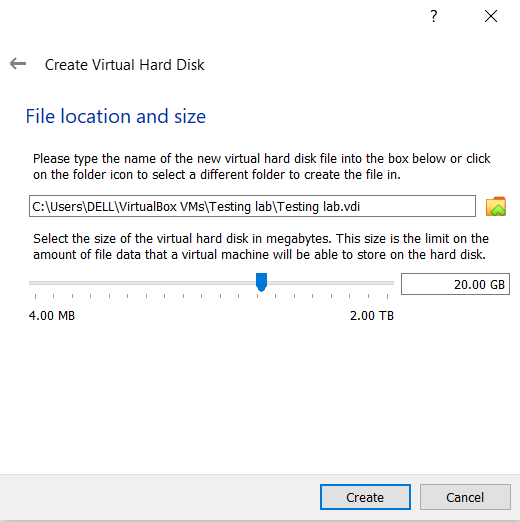 ?
Create Virtual Hard Disk
File location and size
Please type the name of the new virtual hard disk file into the box below or click
on the folder icon to select a different folder to create the file in.
C:\Users\DELL\VirtualBox VMs\Testing lab\Testing lab.vdi
Select the size of the virtual hard disk in megabytes. This size is the limit on the
amount of file data that a virtual machine will be able to store on the hard disk.
20.00 GB
4.00 MB 2.00 TB
Create Cancel